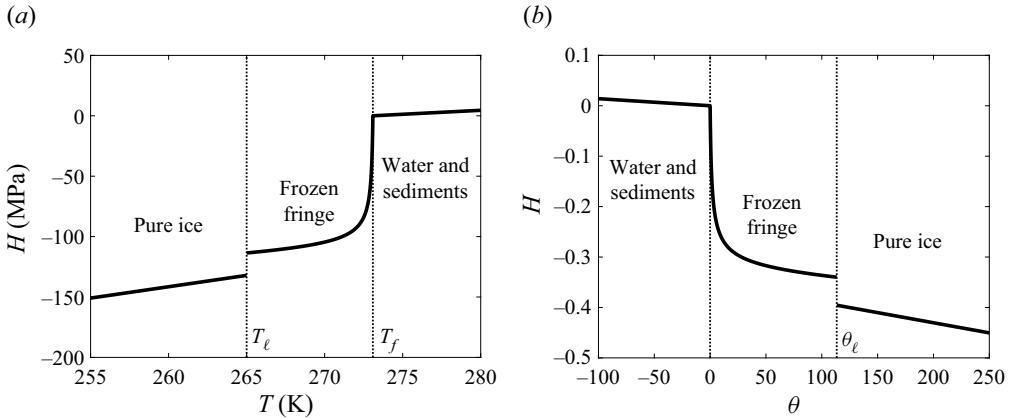 (a)
50
0
–50
–100
–150
–200
H (MPa)
Pure ice
Frozen
fringe
Water and
sediments
Tℓ
Tf
255
260
265
270
275
280
T (K)
(b)
0.1
0
–0.1
–0.2
–0.3
–0.4
–0.5
H
Water and
sediments
Frozen
fringe
Pure ice
θℓ
–100
–50
0
50
100
150
200
250
θ